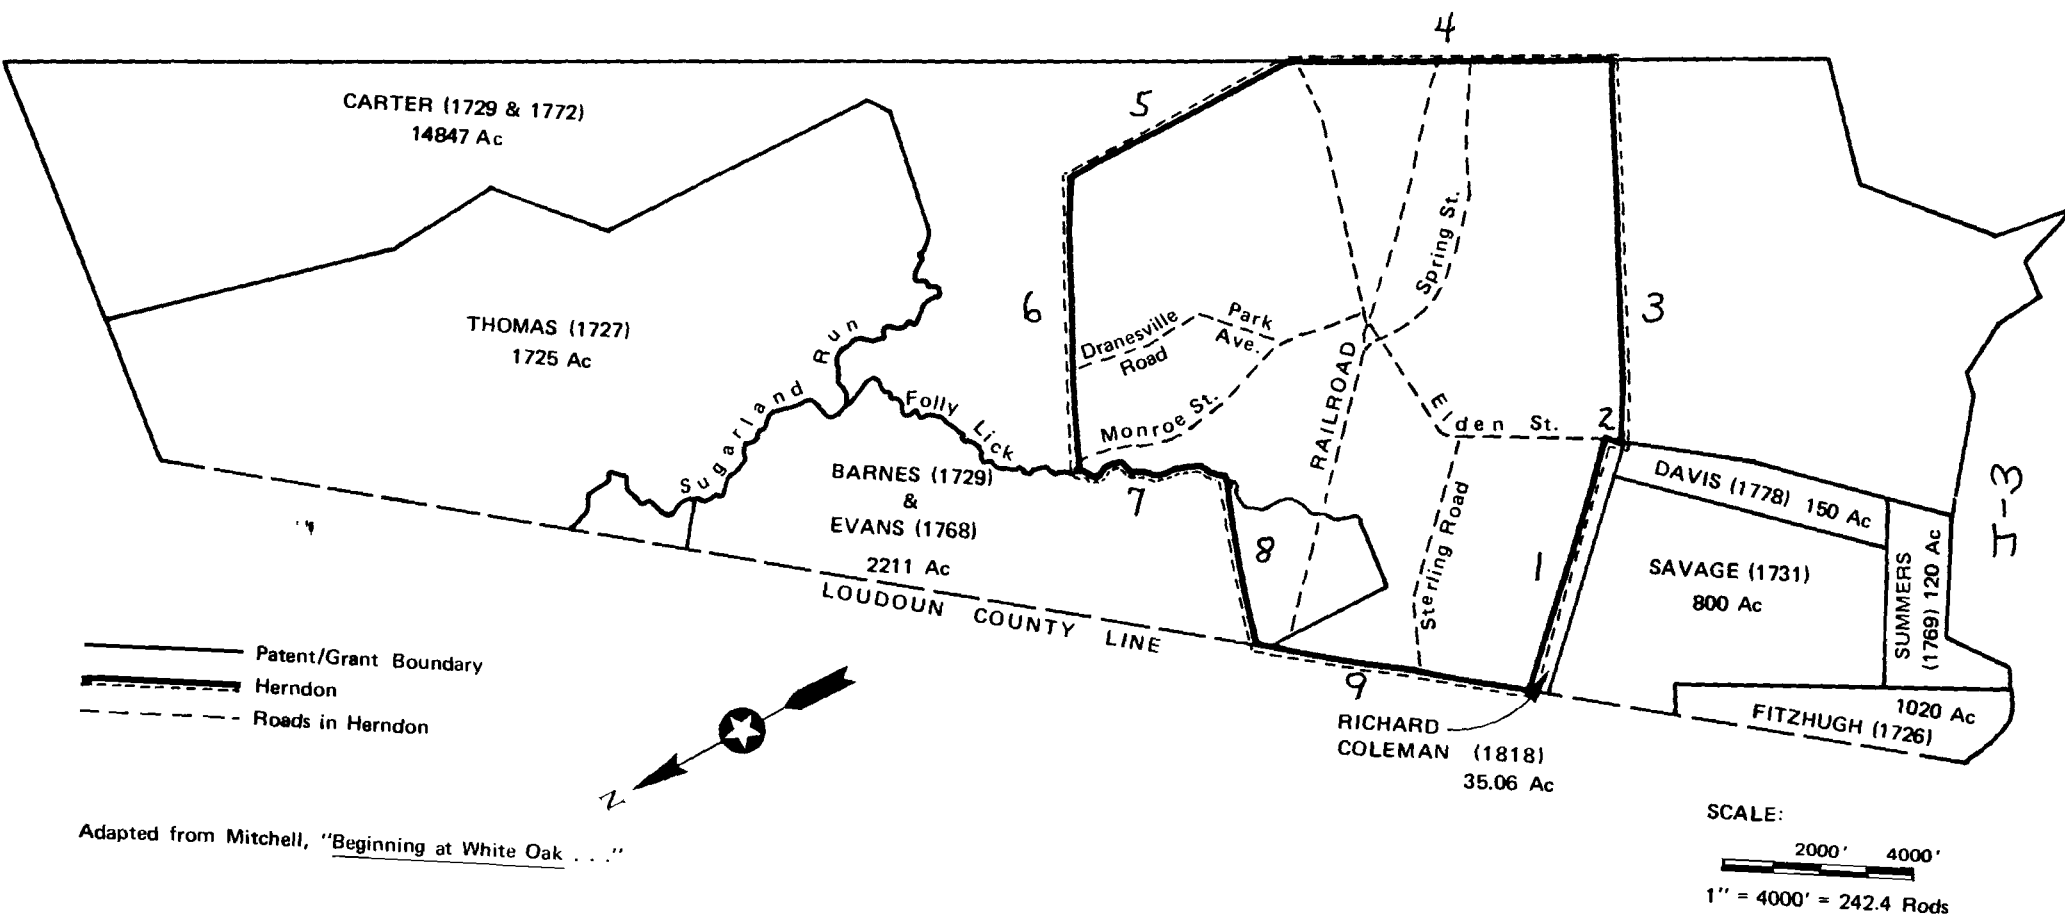 4
CARTER (1729 & 1772)
14847 Ac
5
THOMAS (1727)
1725 Ac
Sugarland Run
Folly Lick
6
Dranesville
Road
Park
Ave.
Monroe St.
RAILROAD
Spring St.
Elden St.
Sterling Road
3
2
1
7
8
9
BARNES (1729)
&
EVANS (1768)
2211 Ac
LOUDOUN COUNTY LINE
DAVIS (1778) 150 Ac
SAVAGE (1731)
800 Ac
SUMMERS
(1769) 120 Ac
I-3
1020 Ac
FITZHUGH (1726)
RICHARD
COLEMAN (1818)
35.06 Ac
Patent/Grant Boundary
Herndon
Roads in Herndon
N
Adapted from Mitchell, "Beginning at White Oak . . ."
SCALE:
2000' 4000'
1" = 4000' = 242.4 Rods